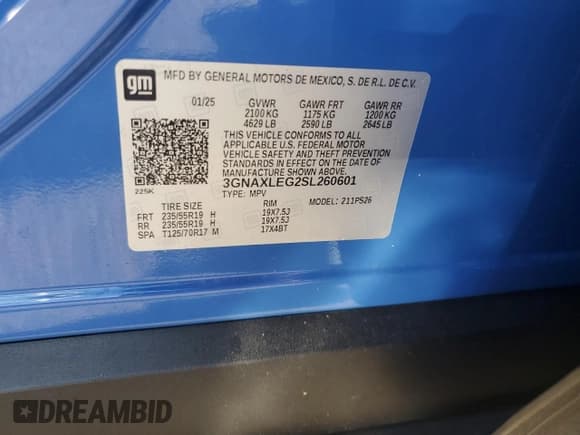 gm
MFD BY GENERAL MOTORS DE MEXICO, S. DE R.L. DE C.V.
01/25 GVWR GAWR FRT GAWR RR
2100 KG 1175 KG 1200 KG
4629 LB 2590 LB 2645 LB
THIS VEHICLE CONFORMS TO ALL
APPLICABLE U.S. FEDERAL MOTOR
VEHICLE SAFETY AND THEFT PREVENTION
STANDARDS IN EFFECT ON THE DATE OF
MANUFACTURE SHOWN ABOVE.
225K 3GNAXLEG2SL260601
TYPE: MPV MODEL: 211PS26
TIRE SIZE RIM
FRT 235/55R19 H 19X7.5J
RR 235/55R19 H 19X7.5J
SPA T125/70R17 M 17X4BT
DREAMBID